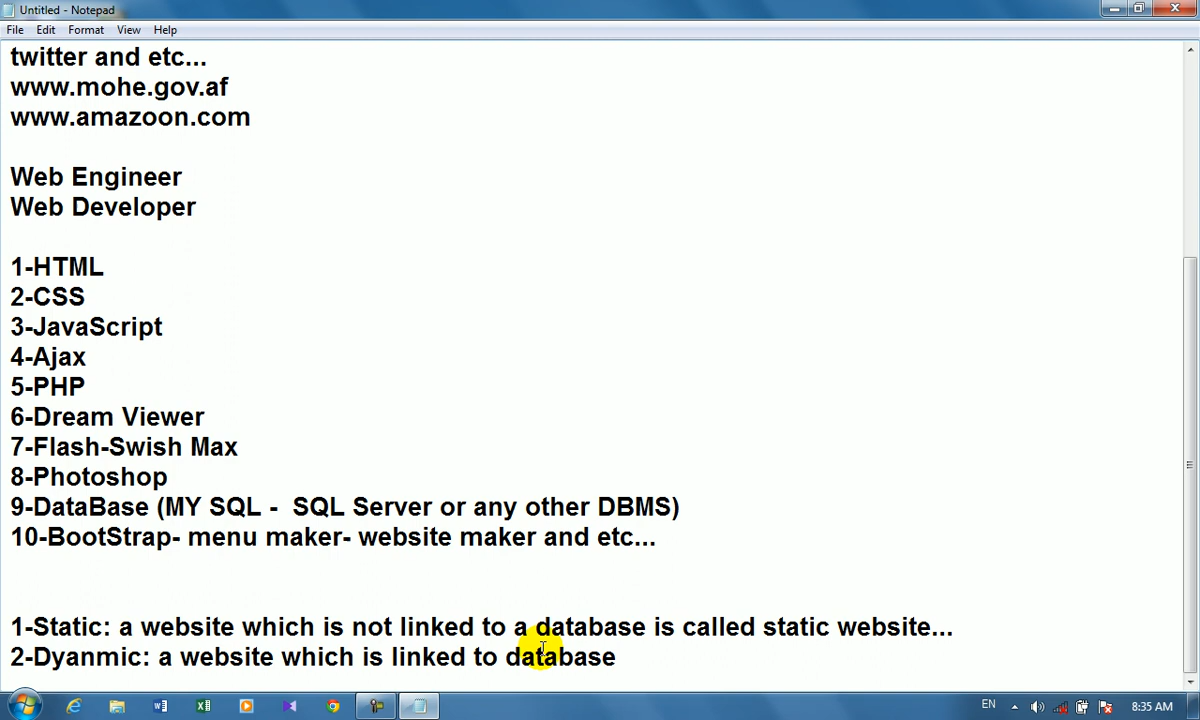 Untitled - Notepad
File Edit Format View Help
twitter and etc...
www.mohe.gov.af
www.amazoon.com
Web Engineer
Web Developer
1-HTML
2-CSS
3-JavaScript
4-Ajax
5-PHP
6-Dream Viewer
7-Flash-Swish Max
8-Photoshop
9-DataBase (MY SQL -  SQL Server or any other DBMS)
10-BootStrap- menu maker- website maker and etc...
1-Static: a website which is not linked to a database is called static website...
2-Dyanmic: a website which is linked to database
EN 8:35 AM